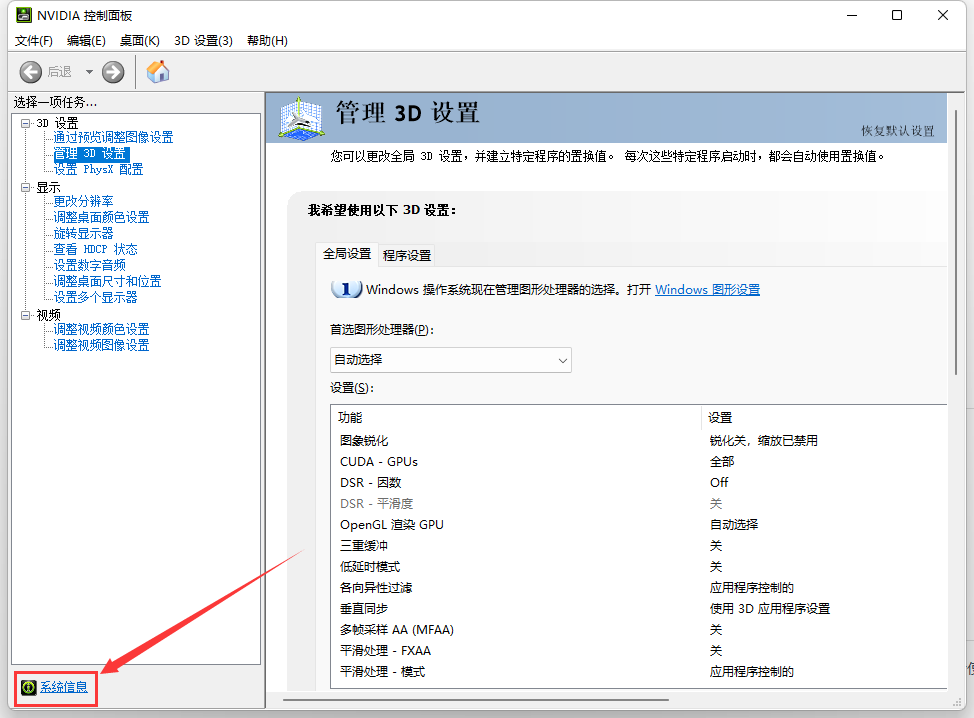 NVIDIA 控制面板
文件(F) 编辑(E) 桌面(K) 3D 设置(3) 帮助(H)
后退
选择一项任务...
3D 设置
通过预览调整图像设置
管理 3D 设置
设置 PhysX 配置
显示
更改分辨率
调整桌面颜色设置
旋转显示器
查看 HDCP 状态
设置数字音频
调整桌面尺寸和位置
设置多个显示器
视频
调整视频颜色设置
调整视频图像设置
系统信息
管理 3D 设置
恢复默认设置
您可以更改全局 3D 设置，并建立特定程序的置换值。 每次这些特定程序启动时，都会自动使用置换值。
我希望使用以下 3D 设置：
全局设置 程序设置
Windows 操作系统现在管理图形处理器的选择。打开 Windows 图形设置
首选图形处理器(P)：
自动选择
设置(S)：
功能 设置
图象锐化 锐化关，缩放已禁用
CUDA - GPUs 全部
DSR - 因数 Off
DSR - 平滑度 关
OpenGL 渲染 GPU 自动选择
三重缓冲 关
低延时模式 关
各向异性过滤 应用程序控制的
垂直同步 使用 3D 应用程序设置
多帧采样 AA (MFAA) 关
平滑处理 - FXAA 关
平滑处理 - 模式 应用程序控制的